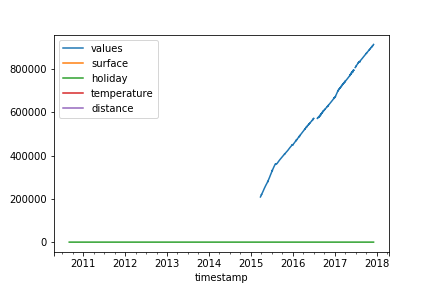 values
surface
holiday
temperature
distance
800000
600000
400000
200000
0
2011 2012 2013 2014 2015 2016 2017 2018
timestamp